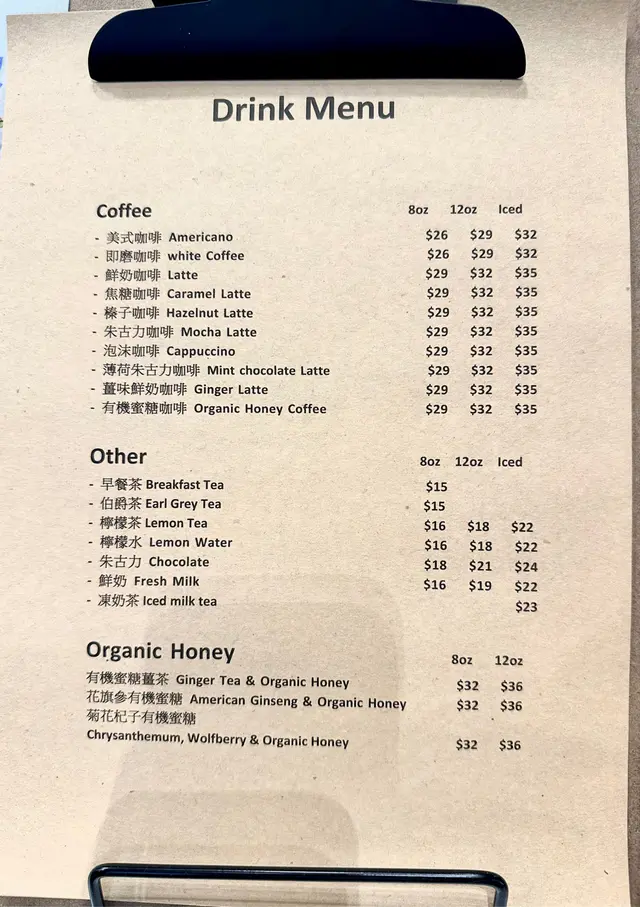 Drink Menu
Coffee 8oz 12oz Iced
- 美式咖啡 Americano $26 $29 $32
- 即磨咖啡 white Coffee $26 $29 $32
- 鮮奶咖啡 Latte $29 $32 $35
- 焦糖咖啡 Caramel Latte $29 $32 $35
- 榛子咖啡 Hazelnut Latte $29 $32 $35
- 朱古力咖啡 Mocha Latte $29 $32 $35
- 泡沫咖啡 Cappuccino $29 $32 $35
- 薄荷朱古力咖啡 Mint chocolate Latte $29 $32 $35
- 薑味鮮奶咖啡 Ginger Latte $29 $32 $35
- 有機蜜糖咖啡 Organic Honey Coffee $29 $32 $35
Other 8oz 12oz Iced
- 早餐茶 Breakfast Tea $15
- 伯爵茶 Earl Grey Tea $15
- 檸檬茶 Lemon Tea $16 $18 $22
- 檸檬水 Lemon Water $16 $18 $22
- 朱古力 Chocolate $18 $21 $24
- 鮮奶 Fresh Milk $16 $19 $22
- 凍奶茶 Iced milk tea $23
Organic Honey 8oz 12oz
有機蜜糖薑茶 Ginger Tea & Organic Honey $32 $36
花旗參有機蜜糖 American Ginseng & Organic Honey $32 $36
菊花杞子有機蜜糖
Chrysanthemum, Wolfberry & Organic Honey $32 $36